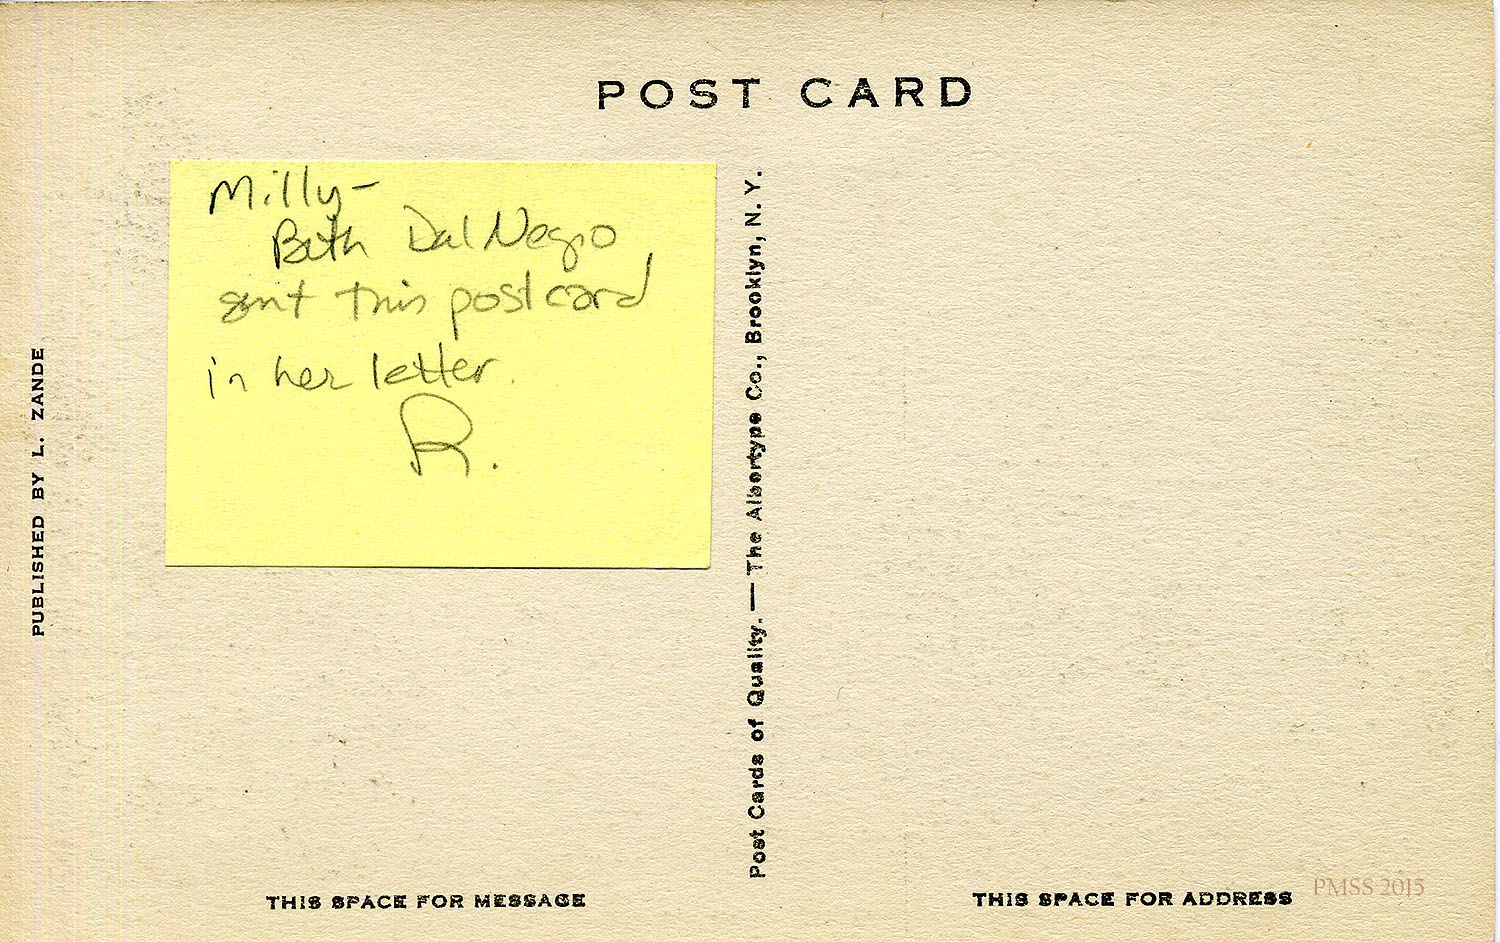 POST CARD
Milly-
Beth Dal Negro
sent this postcard
in her letter.
R.
PUBLISHED BY L. ZANDE
Post Cards of Quality. — The Albertype Co., Brooklyn, N. Y.
THIS SPACE FOR MESSAGE
THIS SPACE FOR ADDRESS
PMSS 2015